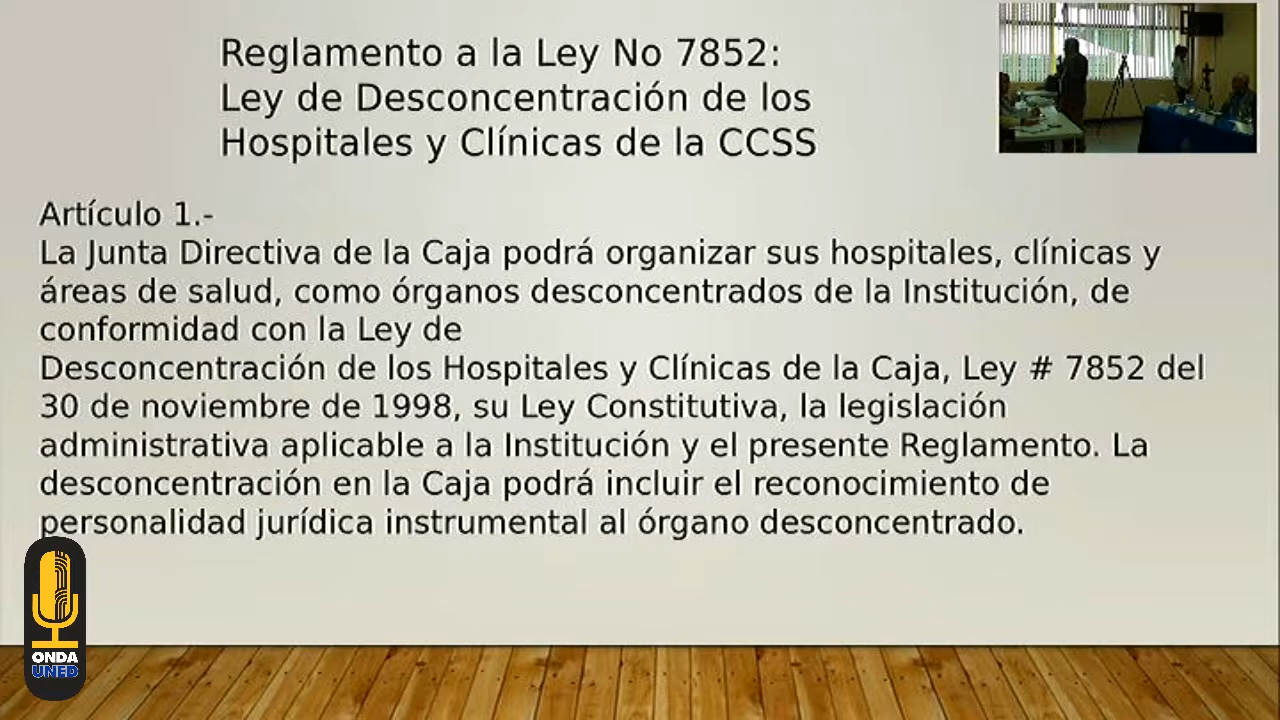 Reglamento a la Ley No 7852:
Ley de Desconcentración de los
Hospitales y Clínicas de la CCSS
Artículo 1.-
La Junta Directiva de la Caja podrá organizar sus hospitales, clínicas y
áreas de salud, como órganos desconcentrados de la Institución, de
conformidad con la Ley de
Desconcentración de los Hospitales y Clínicas de la Caja, Ley # 7852 del
30 de noviembre de 1998, su Ley Constitutiva, la legislación
administrativa aplicable a la Institución y el presente Reglamento. La
desconcentración en la Caja podrá incluir el reconocimiento de
personalidad jurídica instrumental al órgano desconcentrado.
ONDA
UNED